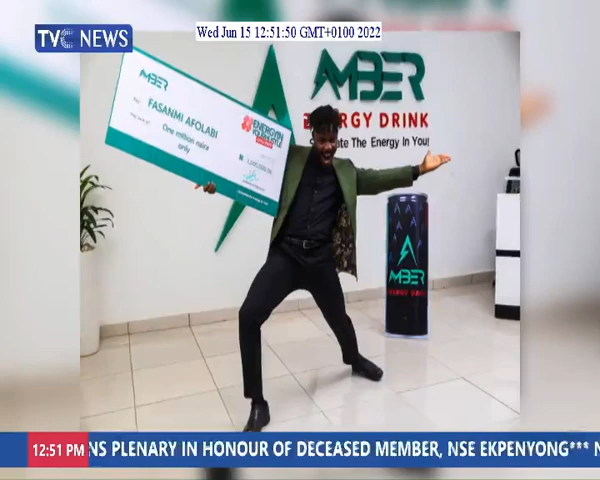 TVC NEWS
Wed Jun 15 12:51:50 GMT+0100 2022
AMBER
FASANMI AFOLABI
One million naira
only
N
AMBER
ENERGY DRINK
The Energy In You!
AMBER
12:51 PM
NS PLENARY IN HONOUR OF DECEASED MEMBER, NSE EKPENYONG*** N